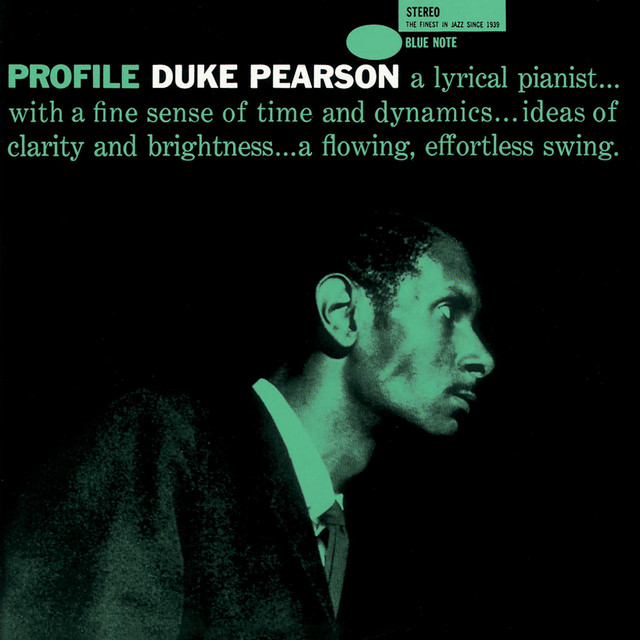 STEREO
THE FINEST IN JAZZ SINCE 1939
BLUE NOTE
PROFILE DUKE PEARSON a lyrical pianist...
with a fine sense of time and dynamics...ideas of
clarity and brightness...a flowing, effortless swing.